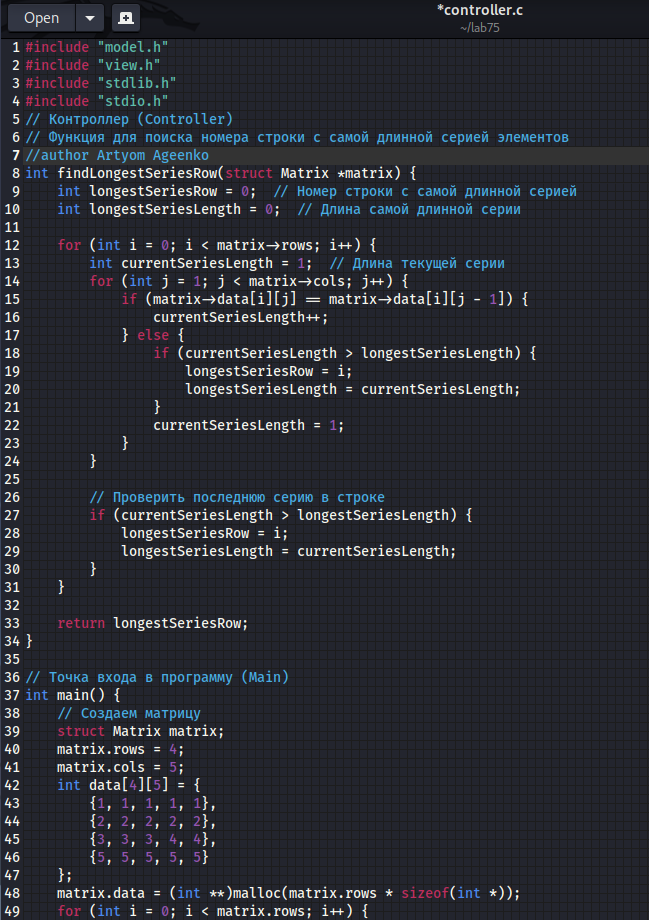 Open
*controller.c
~/lab75
1 #include "model.h"
2 #include "view.h"
3 #include "stdlib.h"
4 #include "stdio.h"
5 // Контроллер (Controller)
6 // Функция для поиска номера строки с самой длинной серией элементов
7 //author Artyom Ageenko
8 int findLongestSeriesRow(struct Matrix *matrix) {
9     int longestSeriesRow = 0;  // Номер строки с самой длинной серией
10     int longestSeriesLength = 0;  // Длина самой длинной серии
11
12     for (int i = 0; i < matrix->rows; i++) {
13         int currentSeriesLength = 1;  // Длина текущей серии
14         for (int j = 1; j < matrix->cols; j++) {
15             if (matrix->data[i][j] == matrix->data[i][j - 1]) {
16                 currentSeriesLength++;
17             } else {
18                 if (currentSeriesLength > longestSeriesLength) {
19                     longestSeriesRow = i;
20                     longestSeriesLength = currentSeriesLength;
21                 }
22                 currentSeriesLength = 1;
23             }
24         }
25
26         // Проверить последнюю серию в строке
27         if (currentSeriesLength > longestSeriesLength) {
28             longestSeriesRow = i;
29             longestSeriesLength = currentSeriesLength;
30         }
31     }
32
33     return longestSeriesRow;
34 }
35
36 // Точка входа в программу (Main)
37 int main() {
38     // Создаем матрицу
39     struct Matrix matrix;
40     matrix.rows = 4;
41     matrix.cols = 5;
42     int data[4][5] = {
43         {1, 1, 1, 1, 1},
44         {2, 2, 2, 2, 2},
45         {3, 3, 3, 4, 4},
46         {5, 5, 5, 5, 5}
47     };
48     matrix.data = (int **)malloc(matrix.rows * sizeof(int *));
49     for (int i = 0; i < matrix.rows; i++) {